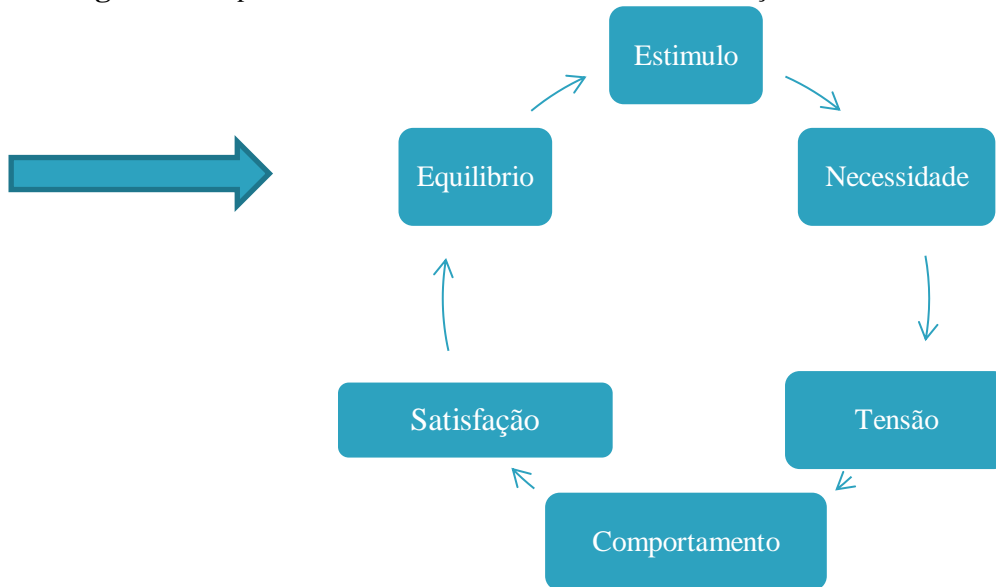 Estimulo
Equilibrio
Necessidade
Satisfação
Tensão
Comportamento